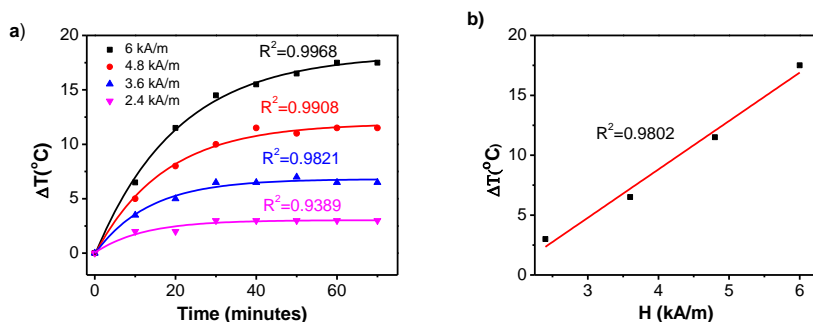 a)
6 kA/m
4.8 kA/m
3.6 kA/m
2.4 kA/m
R²=0.9968
R²=0.9908
R²=0.9821
R²=0.9389
20
15
10
5
0
ΔT(°C)
0 20 40 60
Time (minutes)
b)
R²=0.9802
20
15
10
5
0
ΔT(°C)
3 4 5 6
H (kA/m)